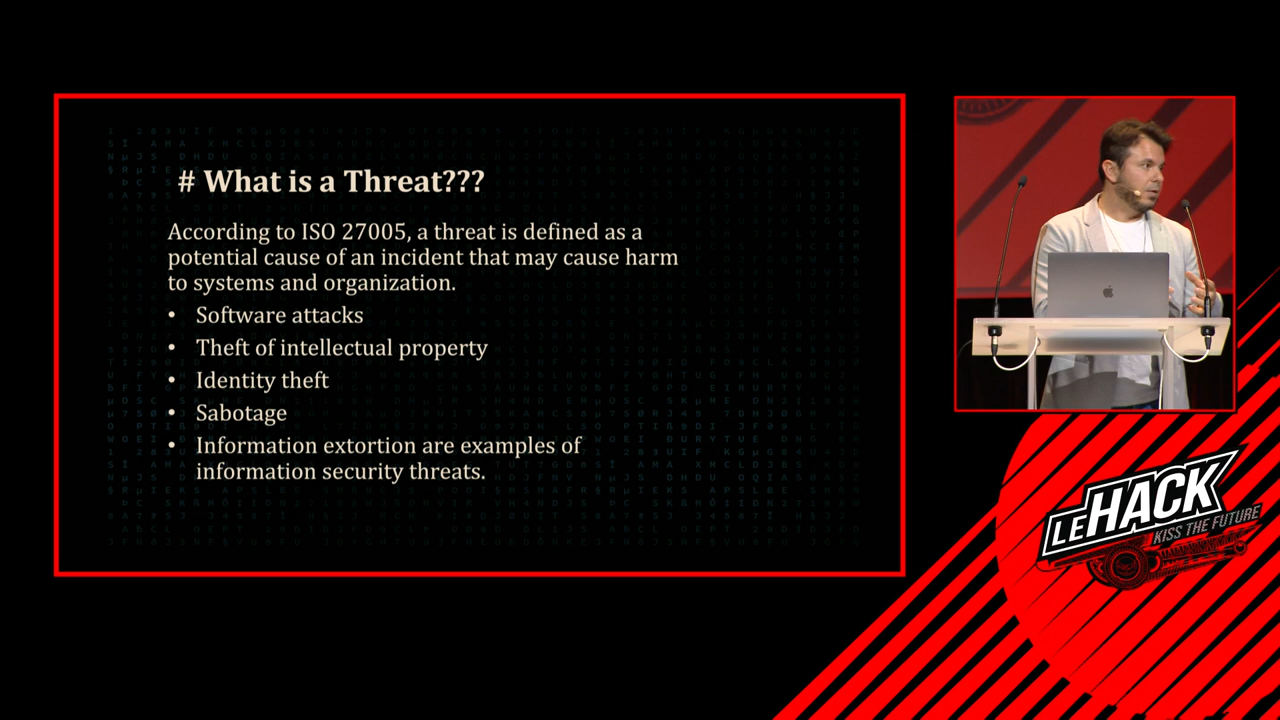 # What is a Threat???
According to ISO 27005, a threat is defined as a
potential cause of an incident that may cause harm
to systems and organization.
• Software attacks
• Theft of intellectual property
• Identity theft
• Sabotage
• Information extortion are examples of
information security threats.
LEHACK
KISS THE FUTURE